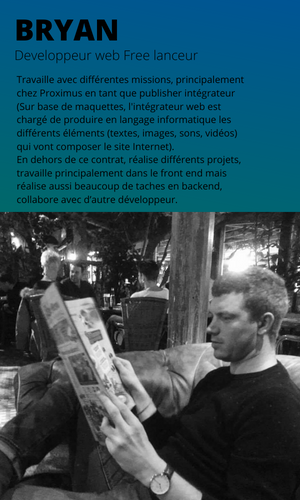 BRYAN
Developpeur web Free lanceur
Travaille avec différentes missions, principalement
chez Proximus en tant que publisher intégrateur
(Sur base de maquettes, l'intégrateur web est
chargé de produire en langage informatique les
différents éléments (textes, images, sons, vidéos)
qui vont composer le site Internet).
En dehors de ce contrat, réalise différents projets,
travaille principalement dans le front end mais
réalise aussi beaucoup de taches en backend,
collabore avec d'autre développeur.